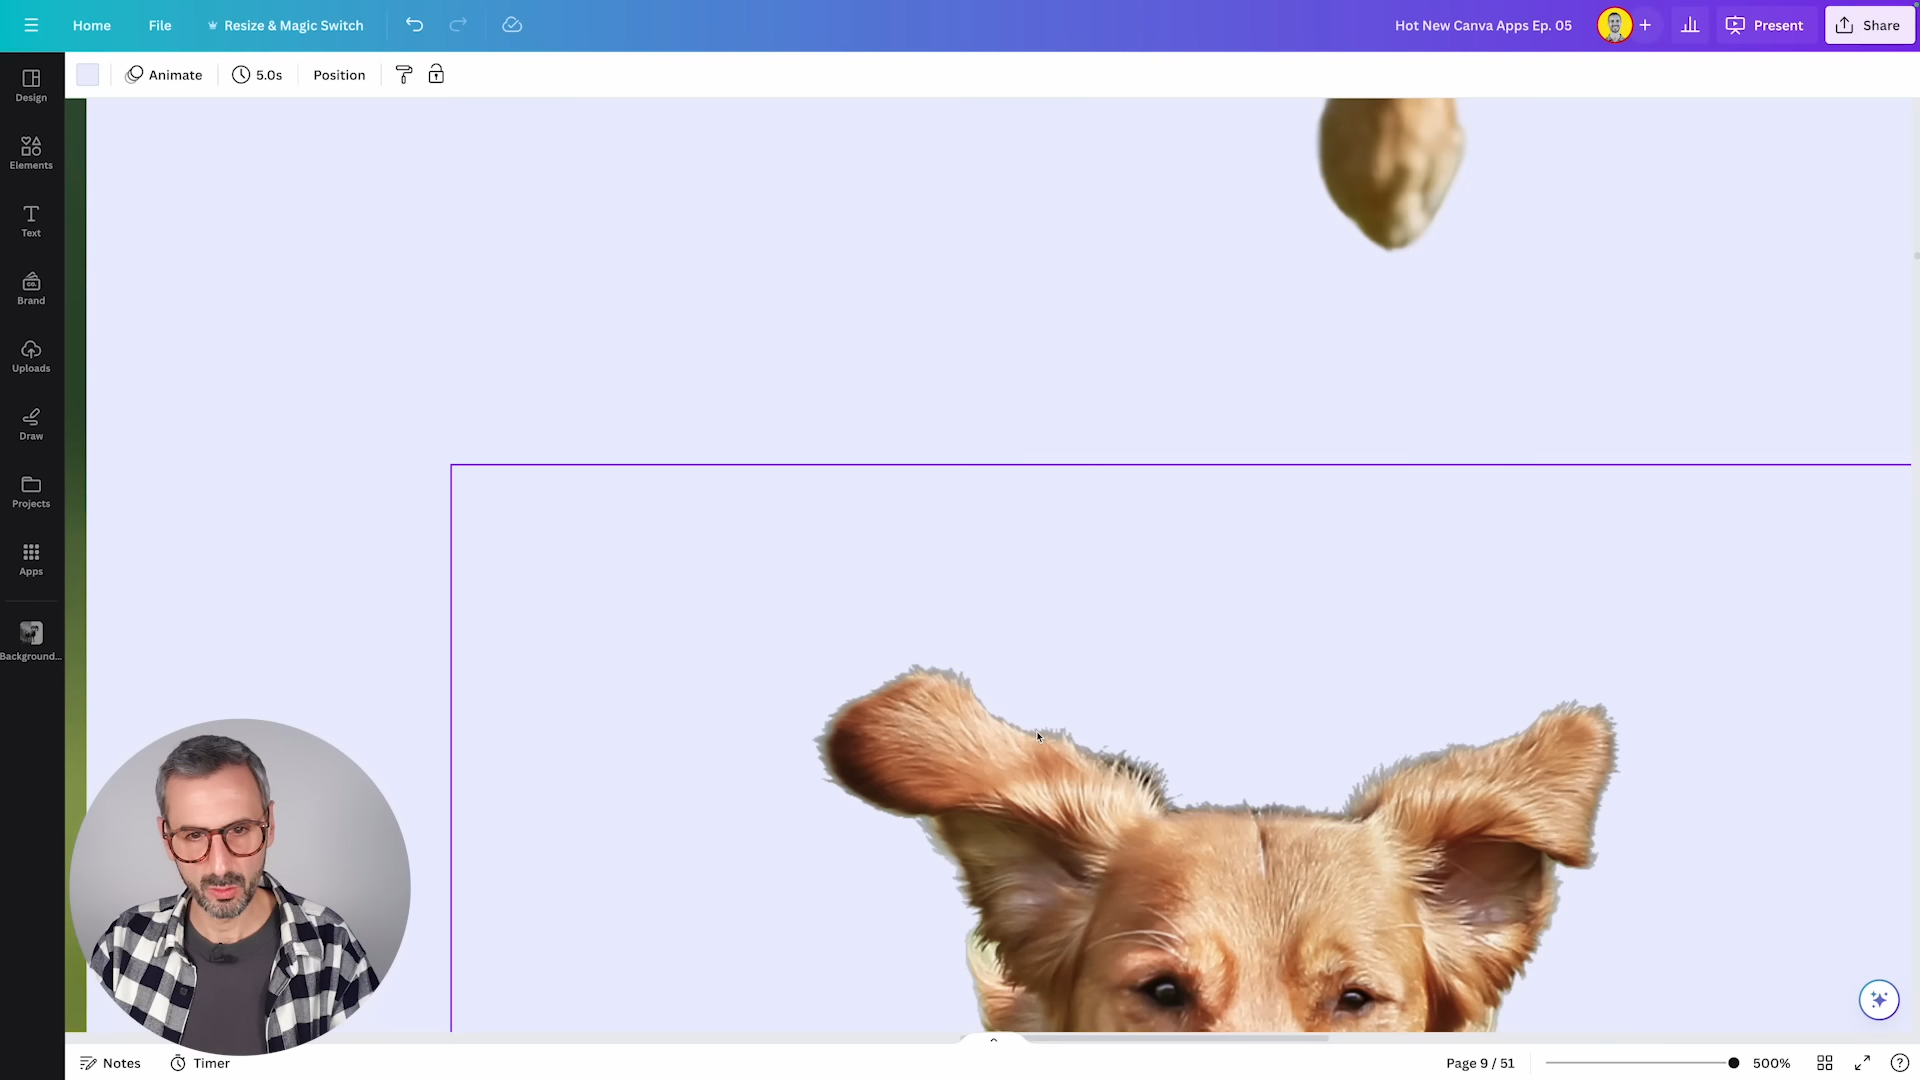 Home
File
Resize & Magic Switch
Hot New Canva Apps Ep. 05
Present
Share
Animate
5.0s
Position
Design
Elements
Text
Brand
Uploads
Draw
Projects
Apps
Background...
Notes
Timer
Page 9 / 51
500%